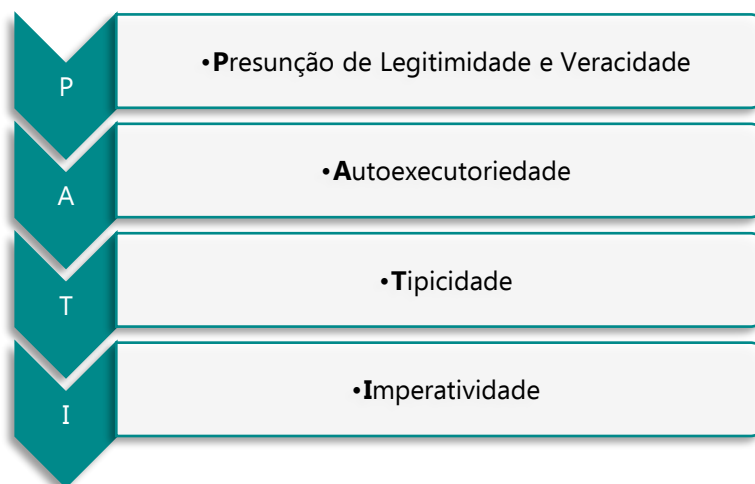 P
•Presunção de Legitimidade e Veracidade
A
•Autoexecutoriedade
T
•Tipicidade
I
•Imperatividade